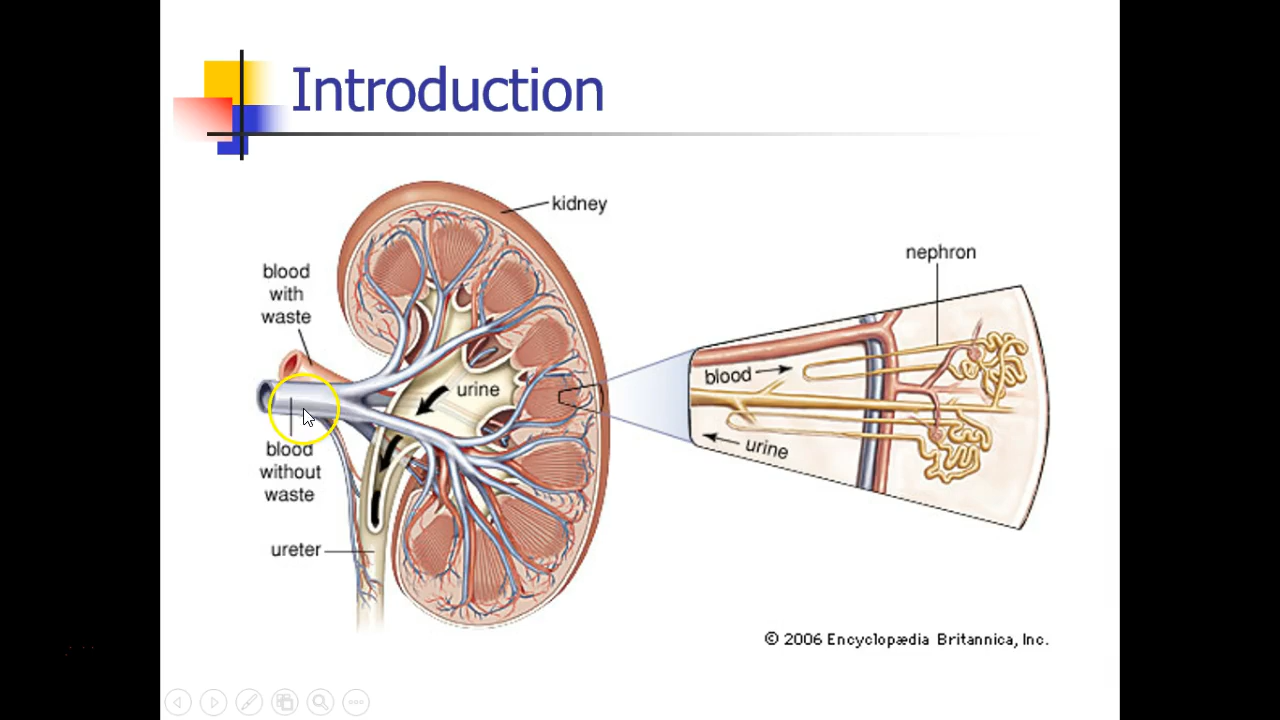 Introduction
kidney
blood
with
waste
urine
blood
without
waste
ureter
nephron
blood
urine
© 2006 Encyclopædia Britannica, Inc.